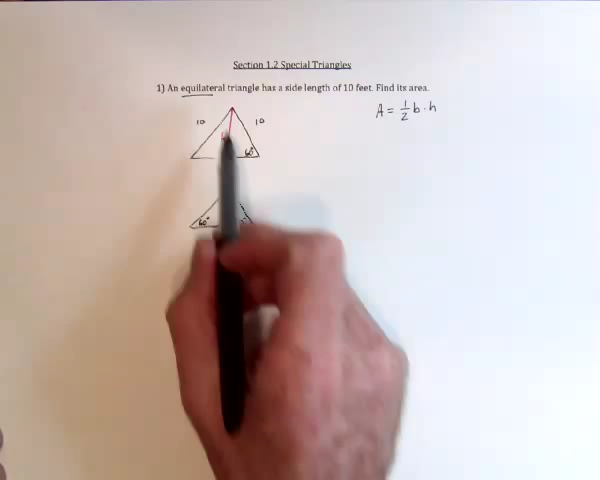 Section 1.2 Special Triangles
1) An equilateral triangle has a side length of 10 feet. Find its area.
10 10
A = 1/2 b · h
60°
60°